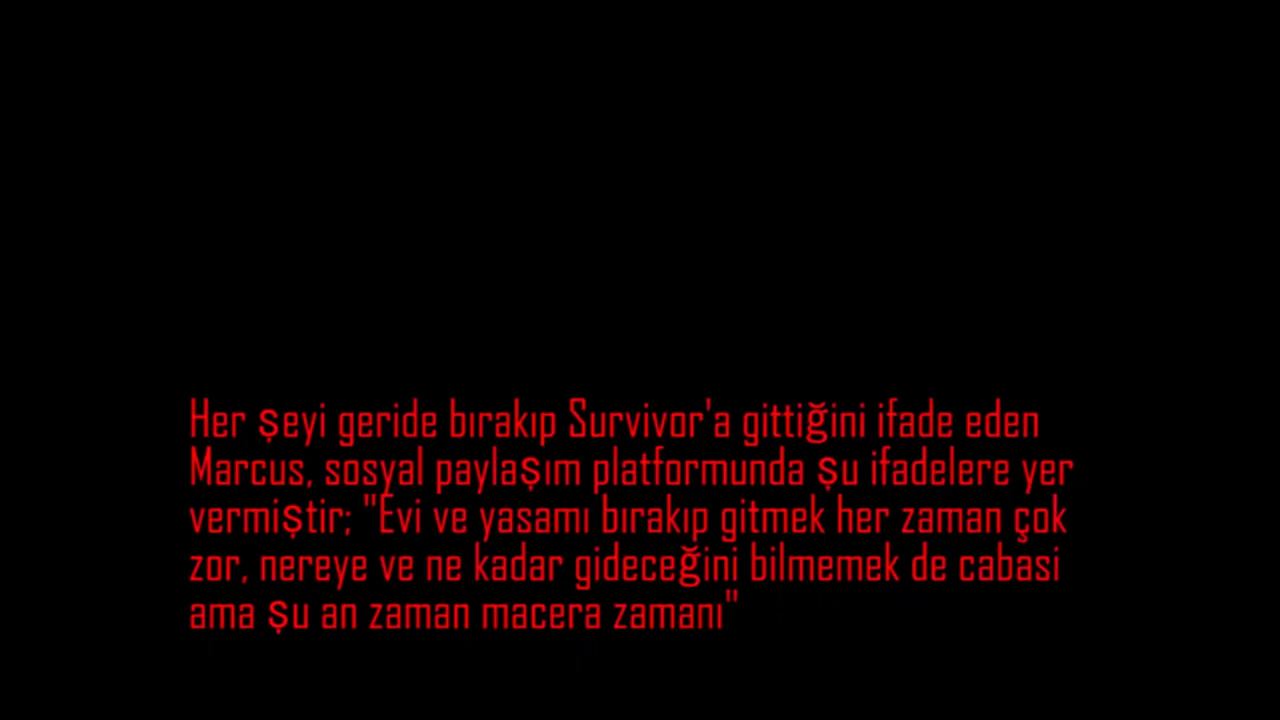 Her şeyi geride bırakıp Survivor'a gittiğini ifade eden
Marcus, sosyal paylaşım platformunda şu ifadelere yer
vermiştir; "Evi ve yasamı bırakıp gitmek her zaman çok
zor, nereye ve ne kadar gideceğini bilmemek de cabasi
ama şu an zaman macera zamanı"